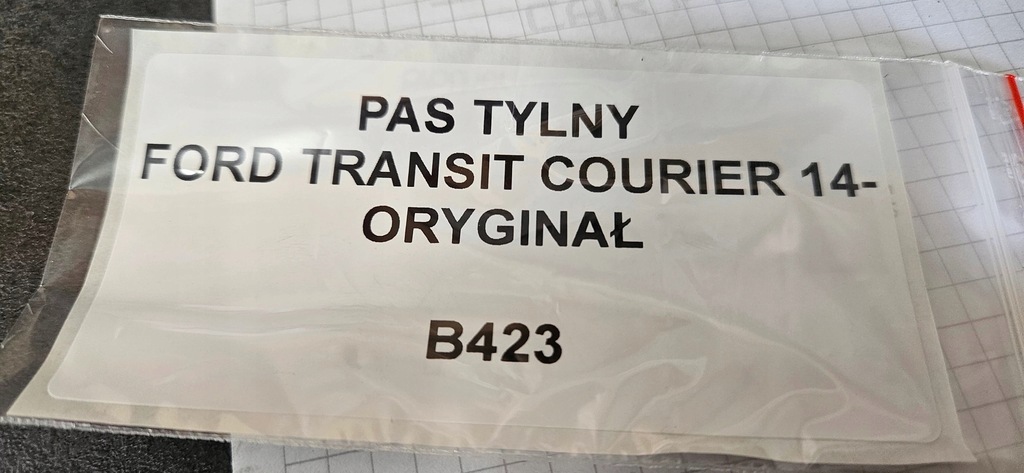 PAS TYLNY
FORD TRANSIT COURIER 14-
ORYGINAŁ
B423